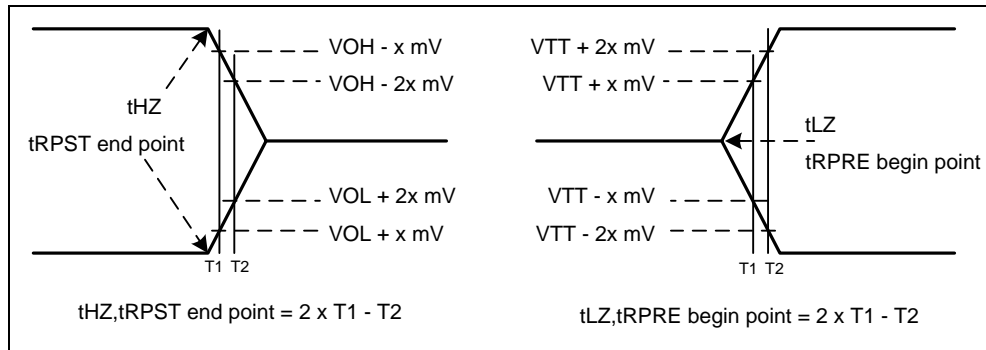 VOH - x mV
VOH - 2x mV
tHZ
tRPST end point
VOL + 2x mV
VOL + x mV
T1 T2
tHZ,tRPST end point = 2 x T1 - T2
VTT + 2x mV
VTT + x mV
tLZ
tRPRE begin point
VTT - x mV
VTT - 2x mV
T1 T2
tLZ,tRPRE begin point = 2 x T1 - T2